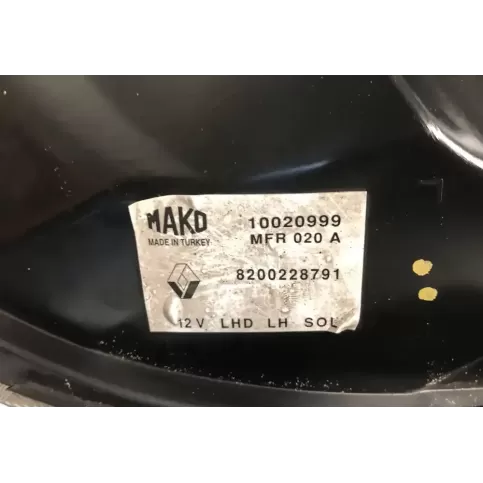 MAKO
MADE IN TURKEY
10020999
MFR 020 A
8200228791
12 V LHD LH SOL